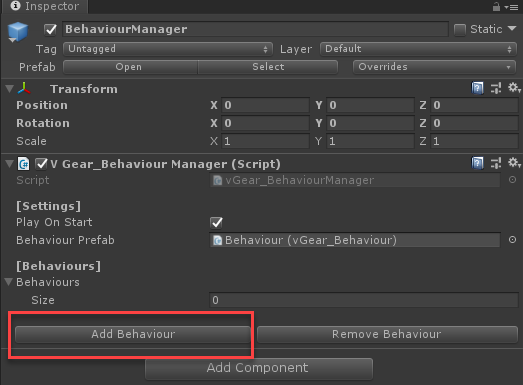 Inspector
BehaviourManager Static
Tag Untagged Layer Default
Prefab Open Select Overrides
Transform
Position X 0 Y 0 Z 0
Rotation X 0 Y 0 Z 0
Scale X 1 Y 1 Z 1
V Gear_Behaviour Manager (Script)
Script vGear_BehaviourManager
[Settings]
Play On Start
Behaviour Prefab Behaviour (vGear_Behaviour)
[Behaviours]
Behaviours
Size 0
Add Behaviour Remove Behaviour
Add Component